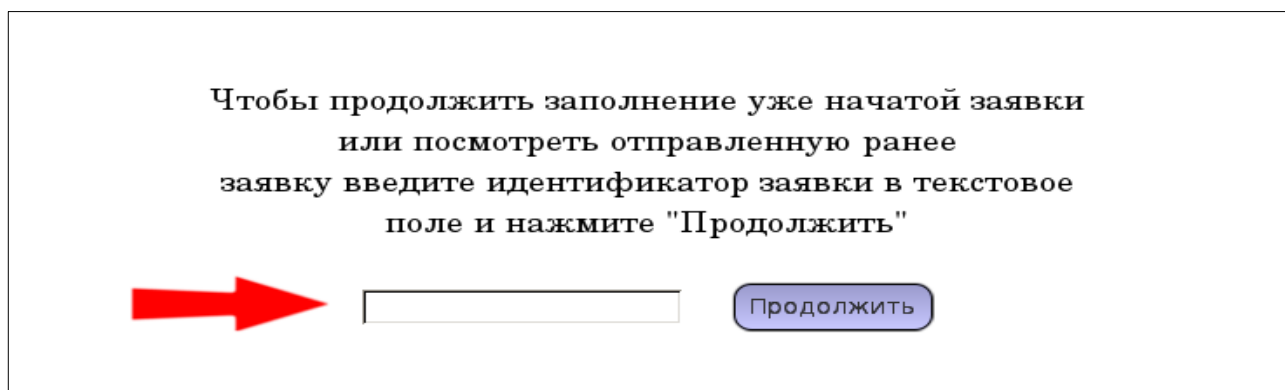 Чтобы продолжить заполнение уже начатой заявки
или посмотреть отправленную ранее
заявку введите идентификатор заявки в текстовое
поле и нажмите "Продолжить"
Продолжить